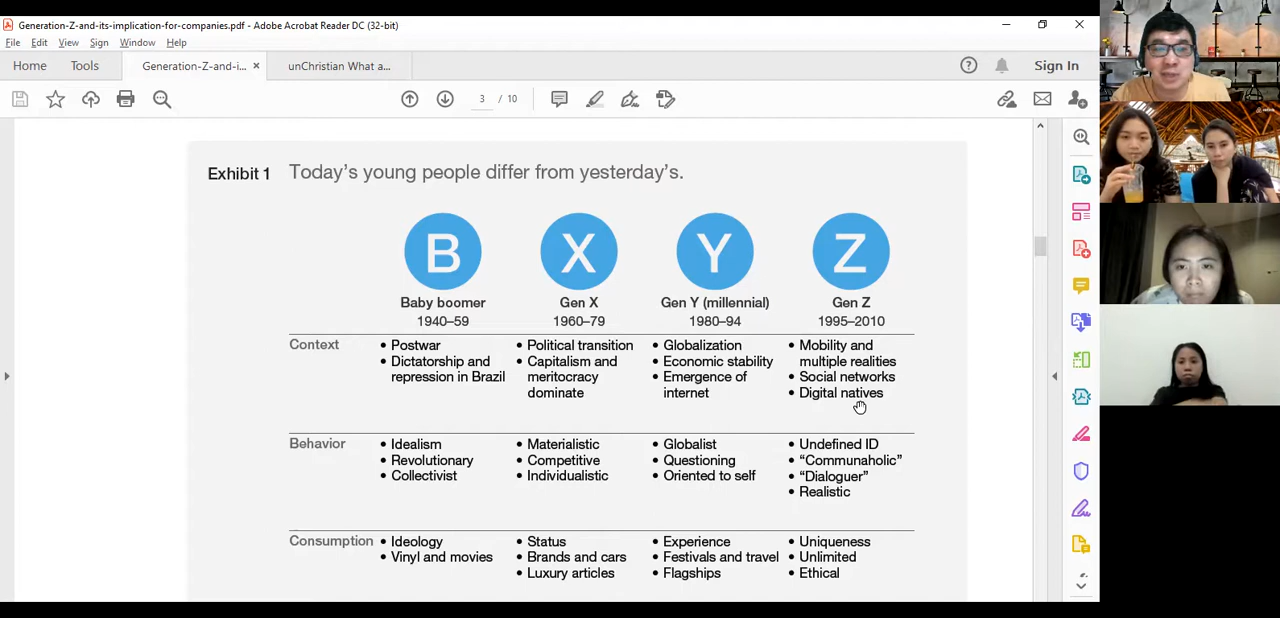 Generation-Z-and-its-implication-for-companies.pdf - Adobe Acrobat Reader DC (32-bit)
File Edit View Sign Window Help
Home Tools Generation-Z-and-i... × unChristian What a... Sign In
3 / 10
Exhibit 1 Today's young people differ from yesterday's.
B X Y Z
Baby boomer Gen X Gen Y (millennial) Gen Z
1940–59 1960–79 1980–94 1995–2010
Context
• Postwar
• Dictatorship and
repression in Brazil
• Political transition
• Capitalism and
meritocracy
dominate
• Globalization
• Economic stability
• Emergence of
internet
• Mobility and
multiple realities
• Social networks
• Digital natives
Behavior
• Idealism
• Revolutionary
• Collectivist
• Materialistic
• Competitive
• Individualistic
• Globalist
• Questioning
• Oriented to self
• Undefined ID
• “Communaholic”
• “Dialoguer”
• Realistic
Consumption
• Ideology
• Vinyl and movies
• Status
• Brands and cars
• Luxury articles
• Experience
• Festivals and travel
• Flagships
• Uniqueness
• Unlimited
• Ethical